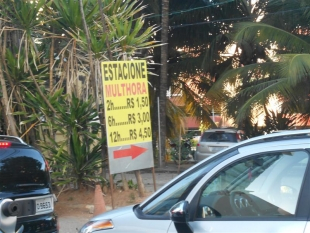 ESTACIONE
MULTHORA
2h......R$ 1,50
6h......R$ 3,00
12h....R$ 4,50